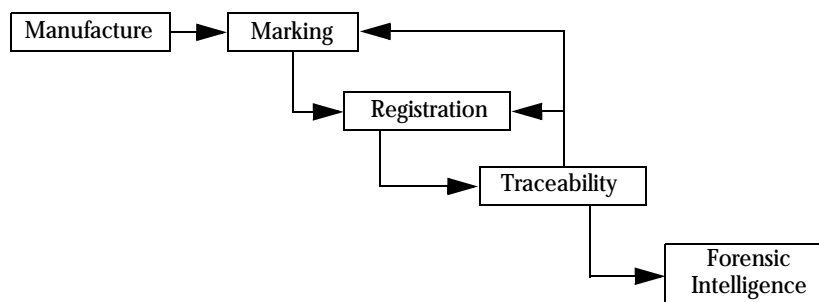 Manufacture
Marking
Registration
Traceability
Forensic
Intelligence